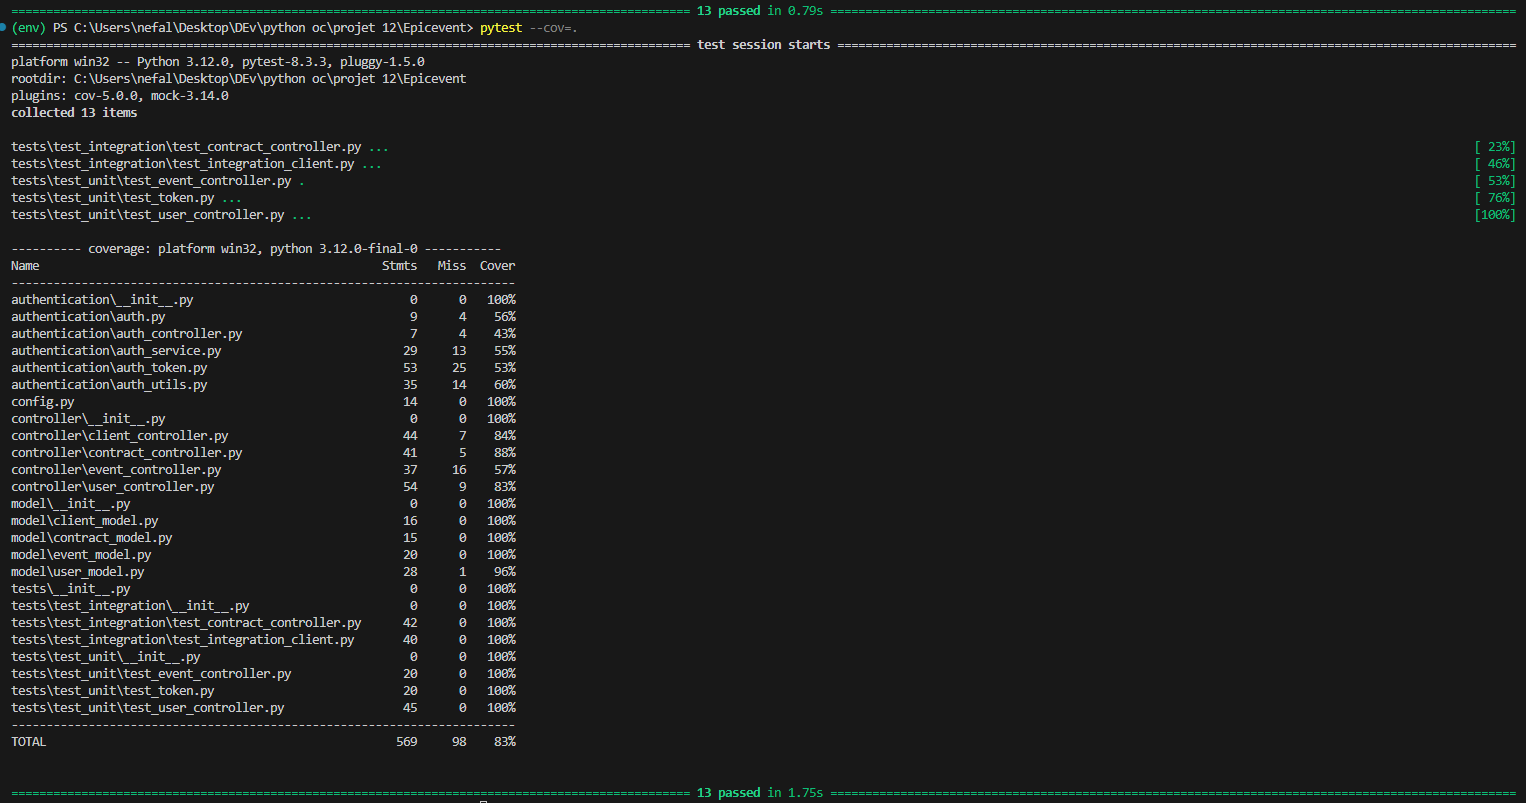 ============================== 13 passed in 0.79s ==============================
(env) PS C:\Users\nefal\Desktop\DEv\python oc\projet 12\Epicevent> pytest --cov=.
============================== test session starts ==============================
platform win32 -- Python 3.12.0, pytest-8.3.3, pluggy-1.5.0
rootdir: C:\Users\nefal\Desktop\DEv\python oc\projet 12\Epicevent
plugins: cov-5.0.0, mock-3.14.0
collected 13 items
tests\test_integration\test_contract_controller.py ... [ 23%]
tests\test_integration\test_integration_client.py ... [ 46%]
tests\test_unit\test_event_controller.py . [ 53%]
tests\test_unit\test_token.py ... [ 76%]
tests\test_unit\test_user_controller.py ... [100%]
---------- coverage: platform win32, python 3.12.0-final-0 -----------
Name Stmts Miss Cover
------------------------------------------------------------------------
authentication\__init__.py 0 0 100%
authentication\auth.py 9 4 56%
authentication\auth_controller.py 7 4 43%
authentication\auth_service.py 29 13 55%
authentication\auth_token.py 53 25 53%
authentication\auth_utils.py 35 14 60%
config.py 14 0 100%
controller\__init__.py 0 0 100%
controller\client_controller.py 44 7 84%
controller\contract_controller.py 41 5 88%
controller\event_controller.py 37 16 57%
controller\user_controller.py 54 9 83%
model\__init__.py 0 0 100%
model\client_model.py 16 0 100%
model\contract_model.py 15 0 100%
model\event_model.py 20 0 100%
model\user_model.py 28 1 96%
tests\__init__.py 0 0 100%
tests\test_integration\__init__.py 0 0 100%
tests\test_integration\test_contract_controller.py 42 0 100%
tests\test_integration\test_integration_client.py 40 0 100%
tests\test_unit\__init__.py 0 0 100%
tests\test_unit\test_event_controller.py 20 0 100%
tests\test_unit\test_token.py 20 0 100%
tests\test_unit\test_user_controller.py 45 0 100%
------------------------------------------------------------------------
TOTAL 569 98 83%
============================== 13 passed in 1.75s ==============================